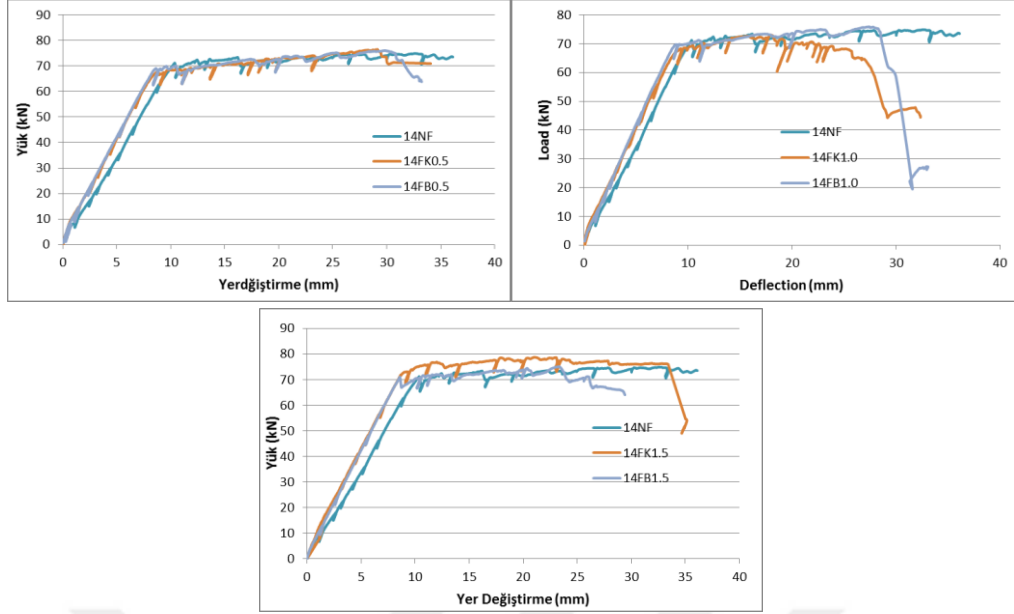 90
80
70
60
50
40
30
20
10
0
Yük (kN)
14NF
14FK0.5
14FB0.5
0 5 10 15 20 25 30 35 40
Yerdğiştirme (mm)
80
70
60
50
40
30
20
10
0
Load (kN)
14NF
14FK1.0
14FB1.0
0 10 20 30 40
Deflection (mm)
90
80
70
60
50
40
30
20
10
0
Yük (kN)
14NF
14FK1.5
14FB1.5
0 5 10 15 20 25 30 35 40
Yer Değiştirme (mm)